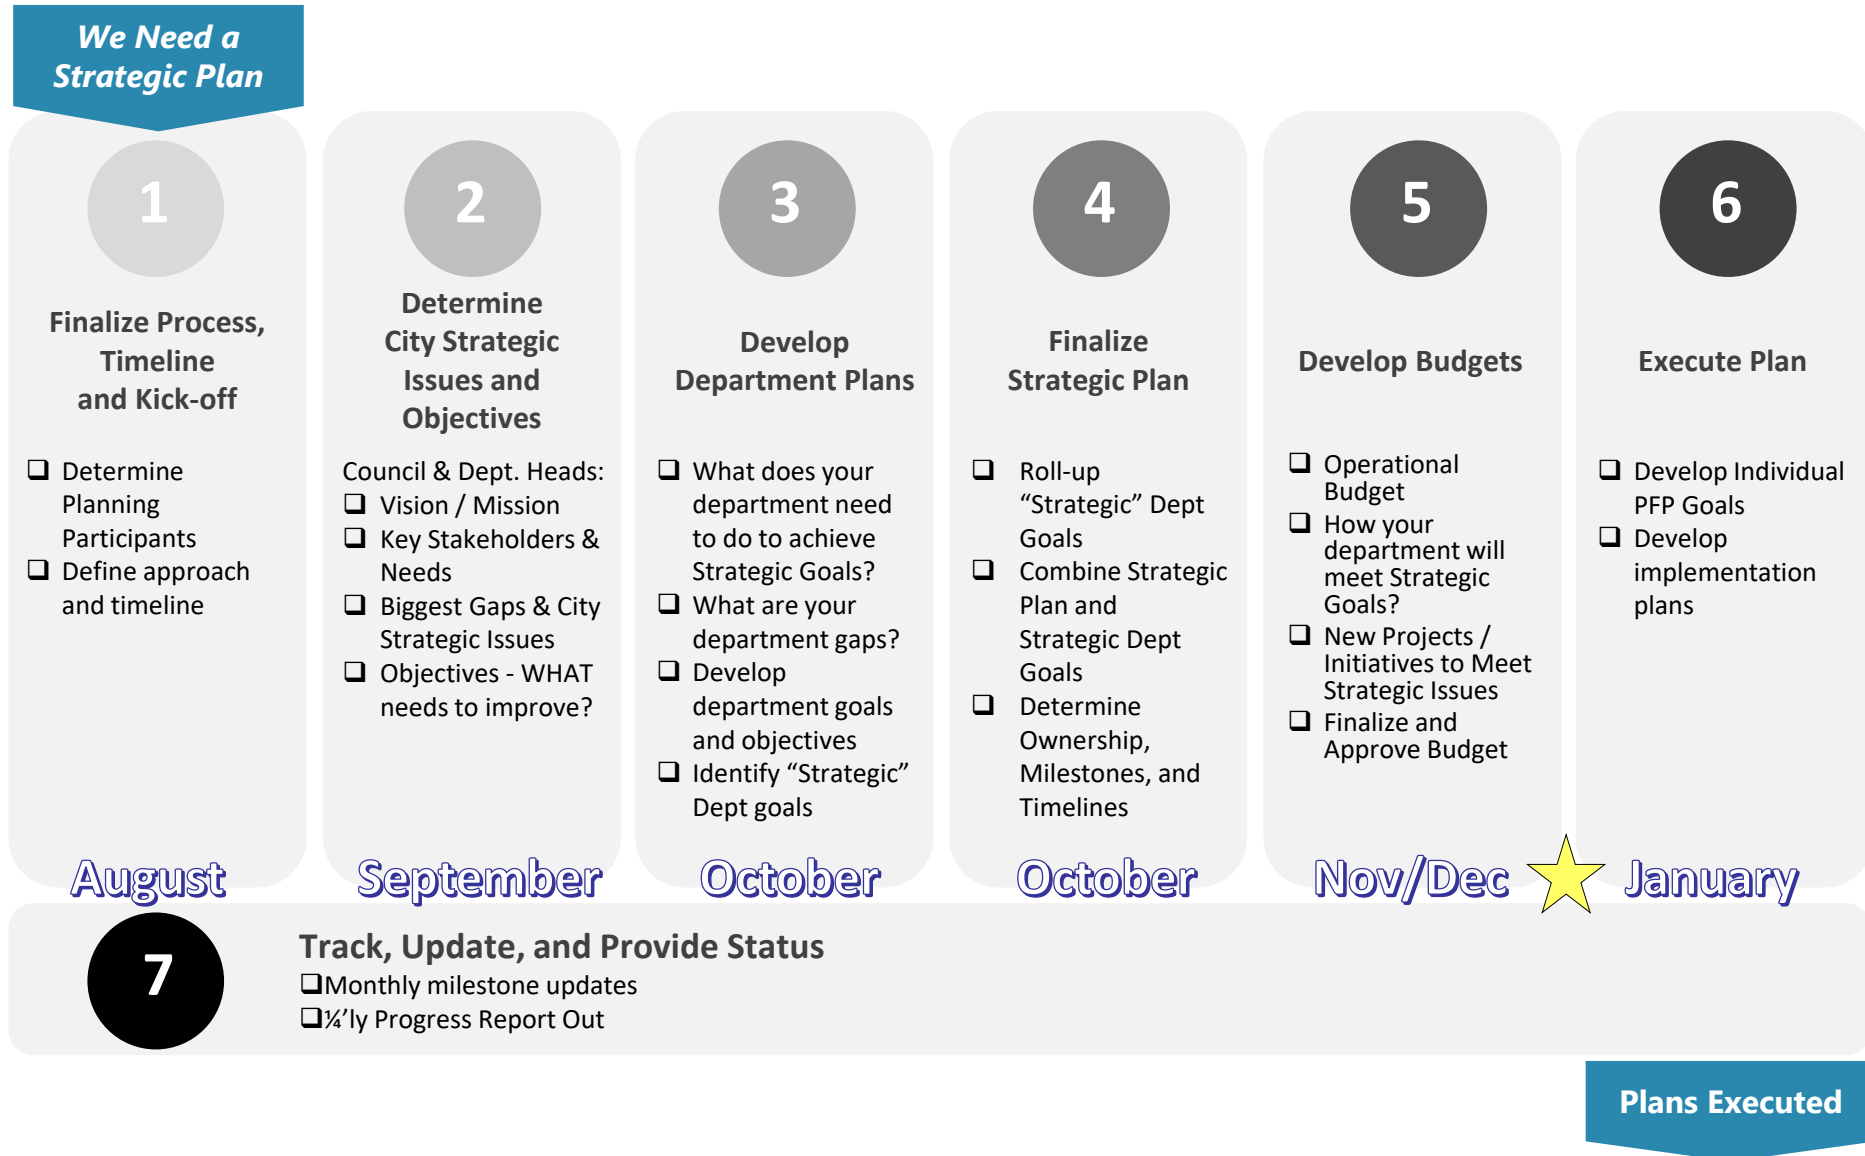 We Need a
Strategic Plan
1
Finalize Process,
Timeline
and Kick-off
❑ Determine
Planning
Participants
❑ Define approach
and timeline
August
2
Determine
City Strategic
Issues and
Objectives
Council & Dept. Heads:
❑ Vision / Mission
❑ Key Stakeholders &
Needs
❑ Biggest Gaps & City
Strategic Issues
❑ Objectives - WHAT
needs to improve?
September
3
Develop
Department Plans
❑ What does your
department need
to do to achieve
Strategic Goals?
❑ What are your
department gaps?
❑ Develop
department goals
and objectives
❑ Identify “Strategic”
Dept goals
October
4
Finalize
Strategic Plan
❑ Roll-up
“Strategic” Dept
Goals
❑ Combine Strategic
Plan and
Strategic Dept
Goals
❑ Determine
Ownership,
Milestones, and
Timelines
October
5
Develop Budgets
❑ Operational
Budget
❑ How your
department will
meet Strategic
Goals?
❑ New Projects /
Initiatives to Meet
Strategic Issues
❑ Finalize and
Approve Budget
Nov/Dec
6
Execute Plan
❑ Develop Individual
PFP Goals
❑ Develop
implementation
plans
January
7
Track, Update, and Provide Status
❑Monthly milestone updates
❑¼’ly Progress Report Out
Plans Executed